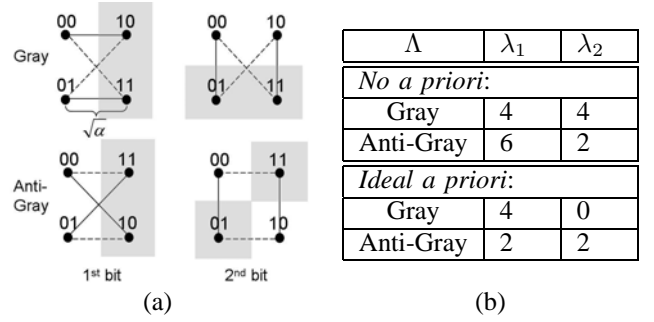 00 10 00 10
Gray
01 11 01 11
√α
00 11 00 11
Anti-
Gray
01 10 01 10
1st bit 2nd bit
(a)
Λ λ1 λ2
No a priori:
Gray 4 4
Anti-Gray 6 2
Ideal a priori:
Gray 4 0
Anti-Gray 2 2
(b)